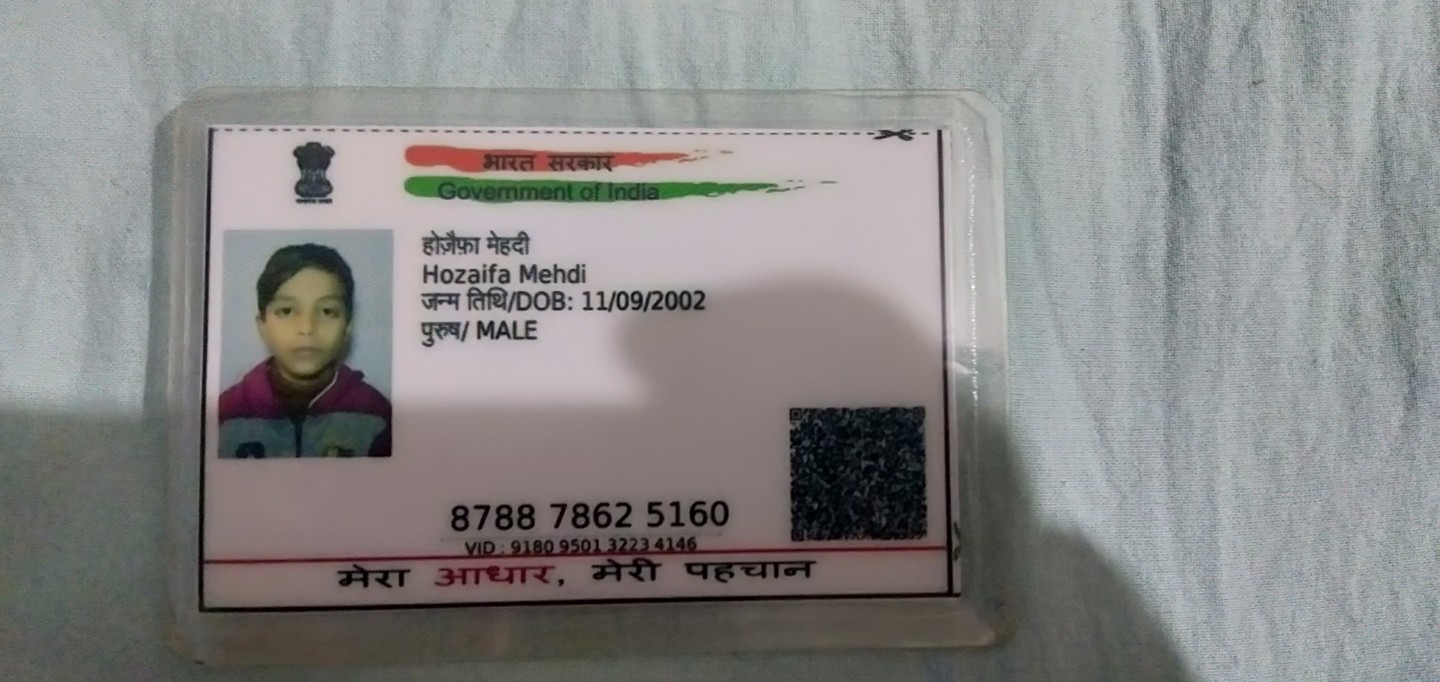 भारत सरकार
Government of India
होज़ैफ़ा मेहदी
Hozaifa Mehdi
जन्म तिथि/DOB: 11/09/2002
पुरुष/ MALE
8788 7862 5160
VID : 9180 9501 3223 4146
मेरा आधार, मेरी पहचान